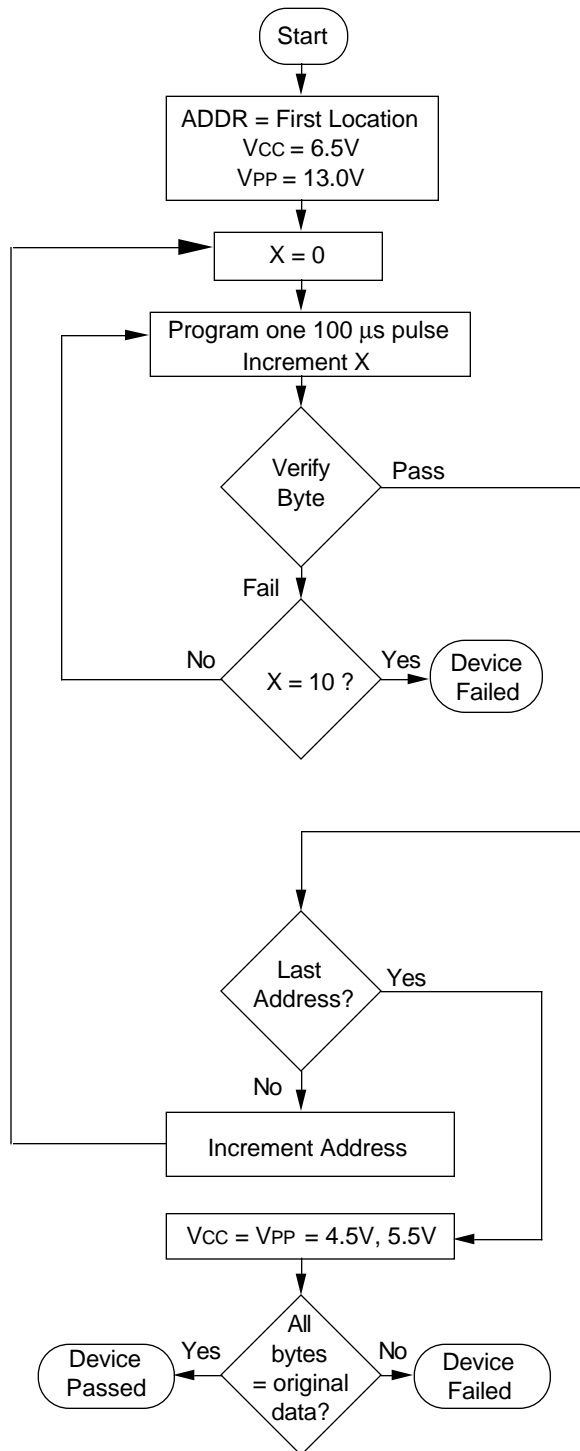 Start
ADDR = First Location
VCC = 6.5V
VPP = 13.0V
X = 0
Program one 100 μs pulse
Increment X
Verify
Byte
Pass
Fail
No
X = 10 ?
Yes
Device
Failed
Last
Address?
Yes
No
Increment Address
VCC = VPP = 4.5V, 5.5V
Device
Passed
Yes
All
bytes
= original
data?
No
Device
Failed